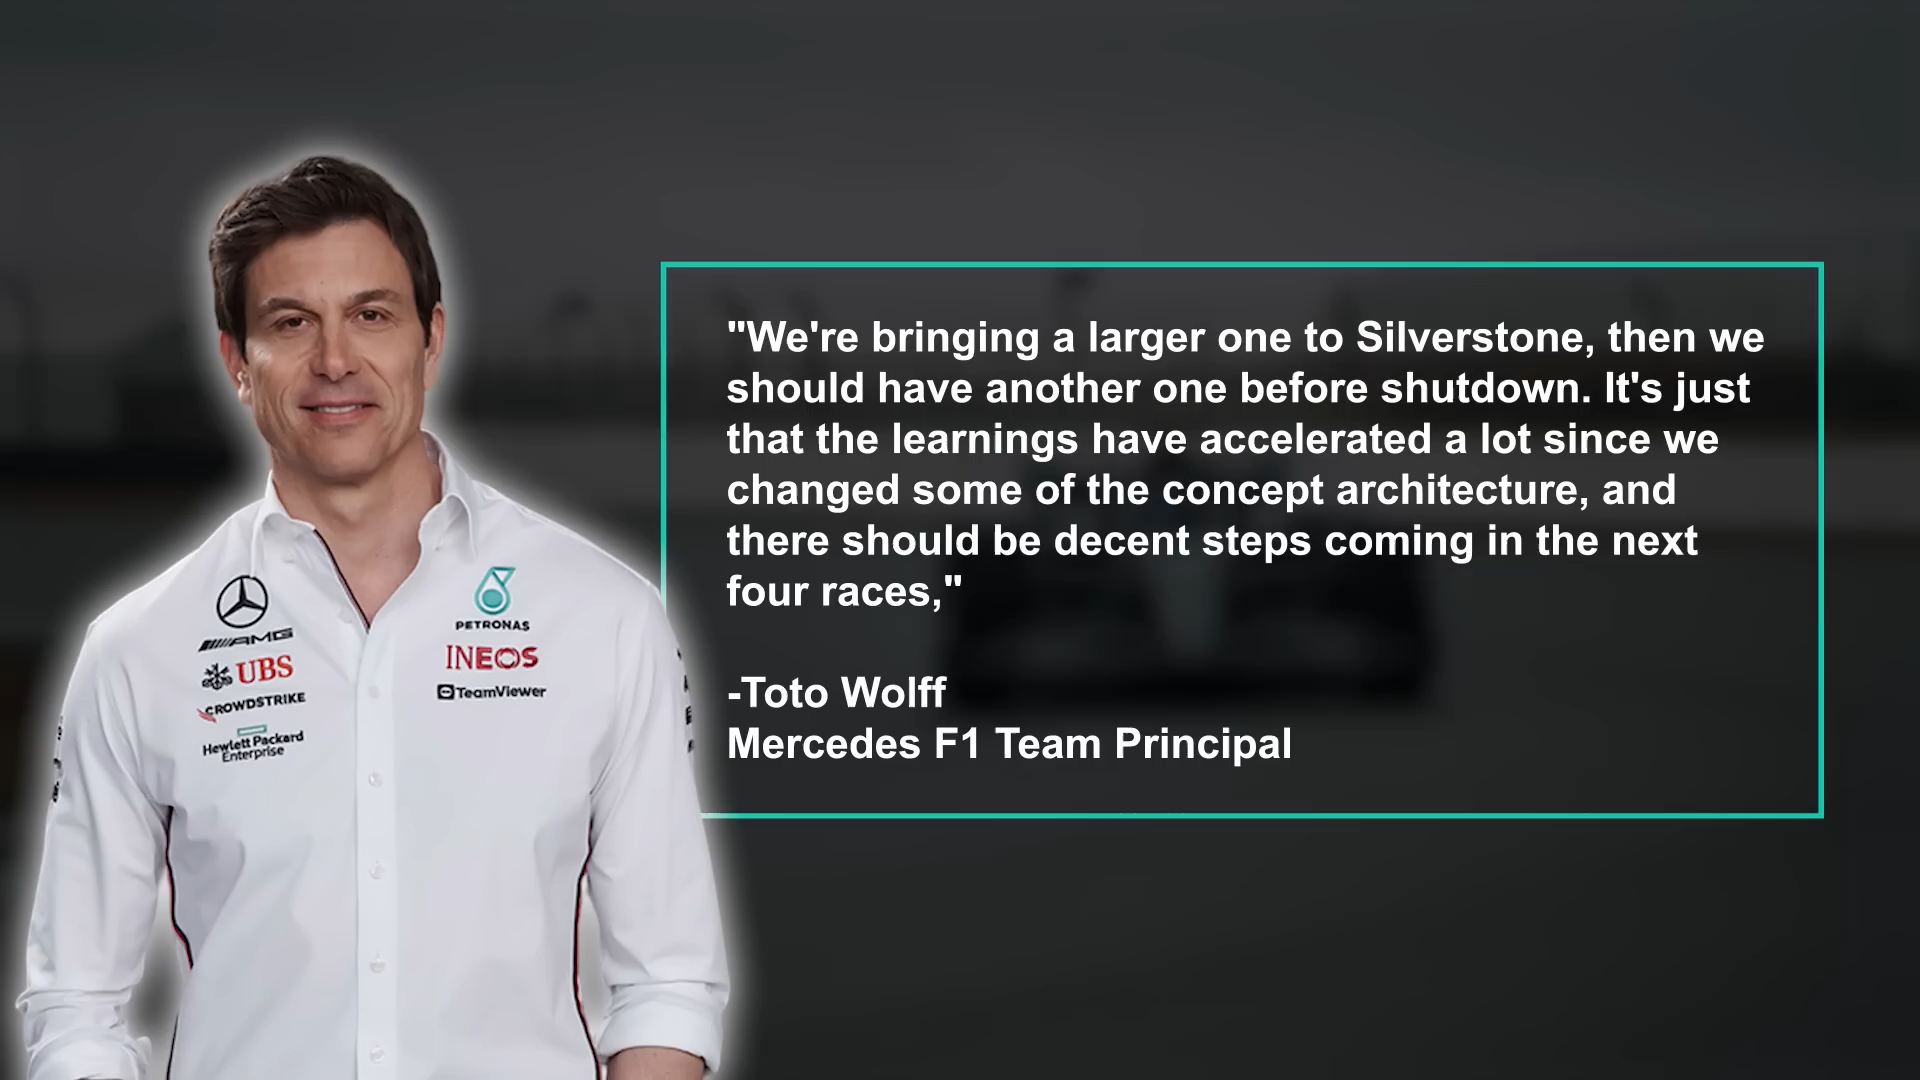 "We're bringing a larger one to Silverstone, then we
should have another one before shutdown. It's just
that the learnings have accelerated a lot since we
changed some of the concept architecture, and
there should be decent steps coming in the next
four races,"
-Toto Wolff
Mercedes F1 Team Principal
AMG
UBS
CROWDSTRIKE
Hewlett Packard
Enterprise
PETRONAS
INEOS
TeamViewer